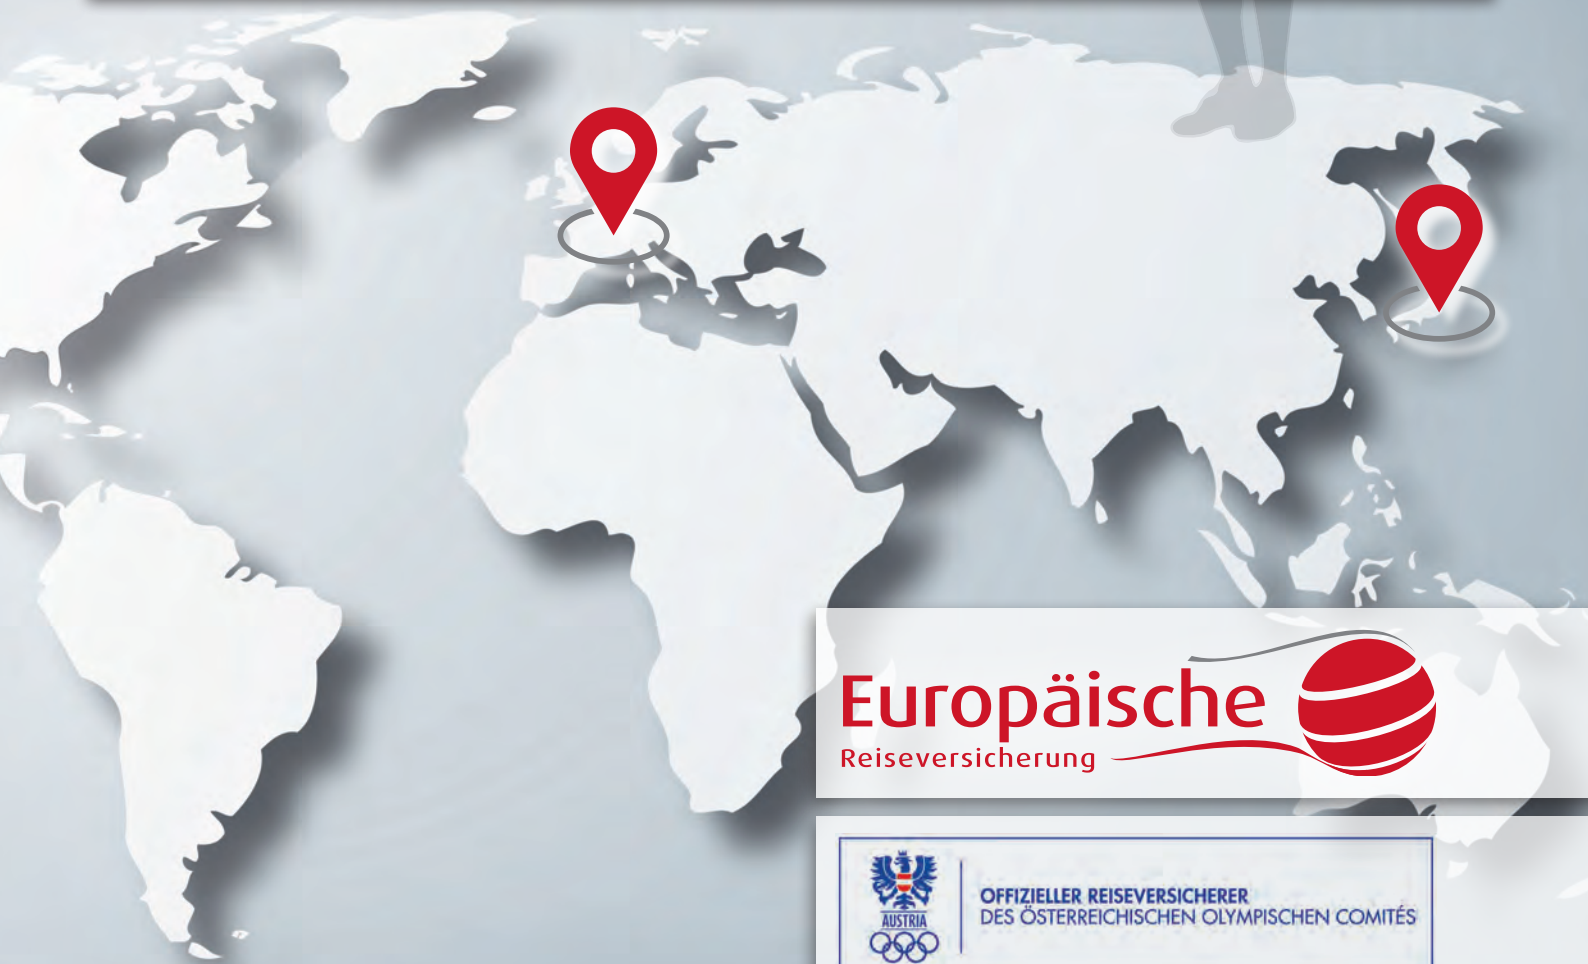 Europäische
Reiseversicherung
AUSTRIA
OFFIZIELLER REISEVERSICHERER
DES ÖSTERREICHISCHEN OLYMPISCHEN COMITÉS